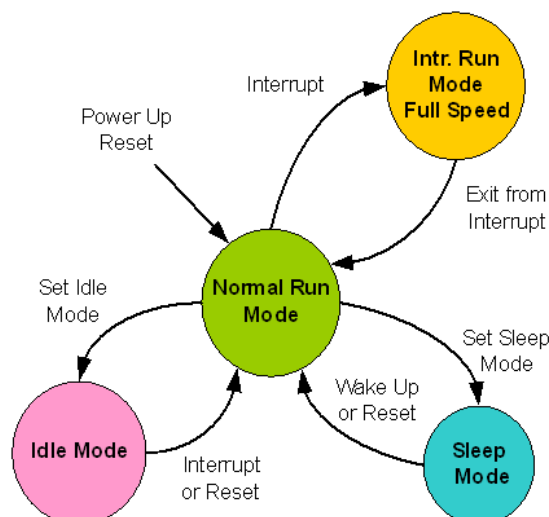 Intr. Run
Mode
Full Speed
Interrupt
Power Up
Reset
Exit from
Interrupt
Normal Run
Mode
Set Idle
Mode
Set Sleep
Mode
Wake Up
or Reset
Idle Mode
Interrupt
or Reset
Sleep
Mode